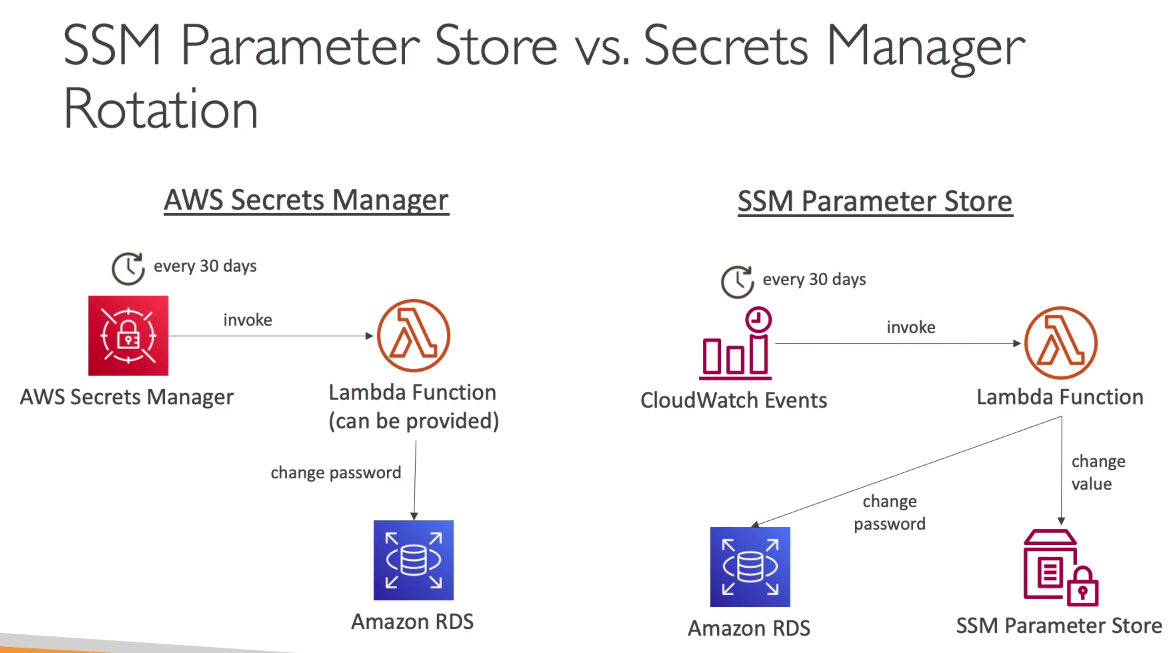 SSM Parameter Store vs. Secrets Manager
Rotation
AWS Secrets Manager
every 30 days
invoke
AWS Secrets Manager
Lambda Function
(can be provided)
change password
Amazon RDS
SSM Parameter Store
every 30 days
invoke
CloudWatch Events
Lambda Function
change
password
change
value
Amazon RDS
SSM Parameter Store